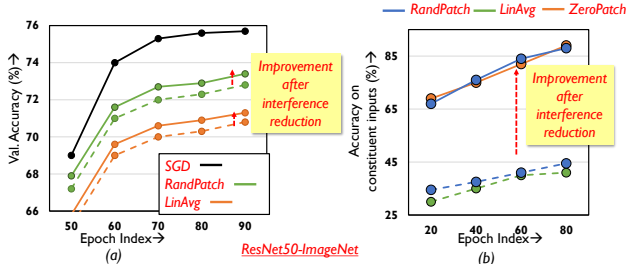 RandPatch LinAvg ZeroPatch
76
74
72
70
68
66
Val. Accuracy (%)→
Improvement
after
interference
reduction
SGD
RandPatch
LinAvg
50 60 70 80 90
Epoch Index→
(a)
ResNet50-ImageNet
85
65
45
25
Accuracy on
constituent inputs (%)→
Improvement
after
interference
reduction
20 40 60 80
Epoch Index→
(b)